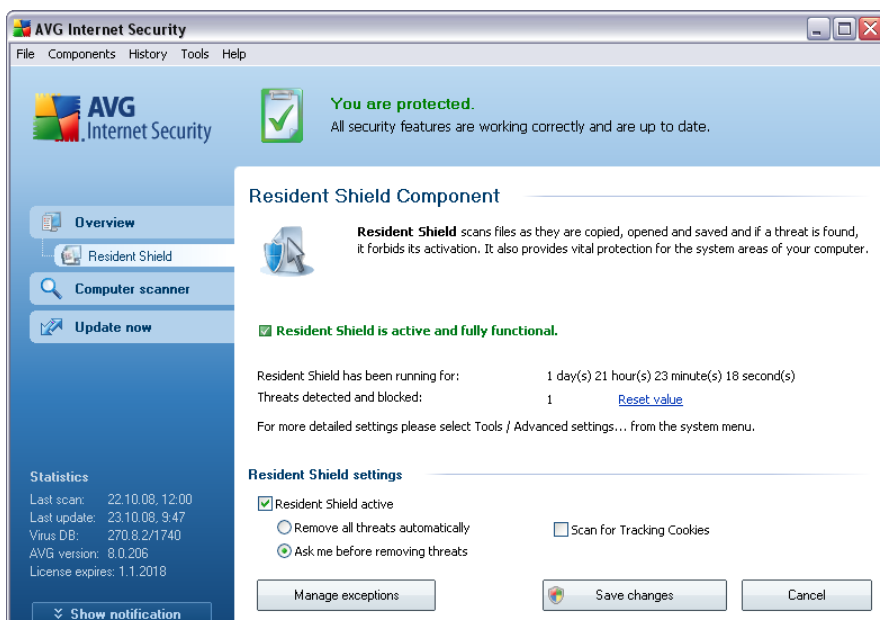 AVG Internet Security
File Components History Tools Help
AVG
Internet Security
You are protected.
All security features are working correctly and are up to date.
Overview
Resident Shield
Computer scanner
Update now
Resident Shield Component
Resident Shield scans files as they are copied, opened and saved and if a threat is found,
it forbids its activation. It also provides vital protection for the system areas of your computer.
Resident Shield is active and fully functional.
Resident Shield has been running for: 1 day(s) 21 hour(s) 23 minute(s) 18 second(s)
Threats detected and blocked: 1 Reset value
For more detailed settings please select Tools / Advanced settings... from the system menu.
Resident Shield settings
Resident Shield active
Remove all threats automatically
Scan for Tracking Cookies
Ask me before removing threats
Manage exceptions
Save changes
Cancel
Statistics
Last scan: 22.10.08, 12:00
Last update: 23.10.08, 9:47
Virus DB: 270.8.2/1740
AVG version: 8.0.206
License expires: 1.1.2018
Show notification